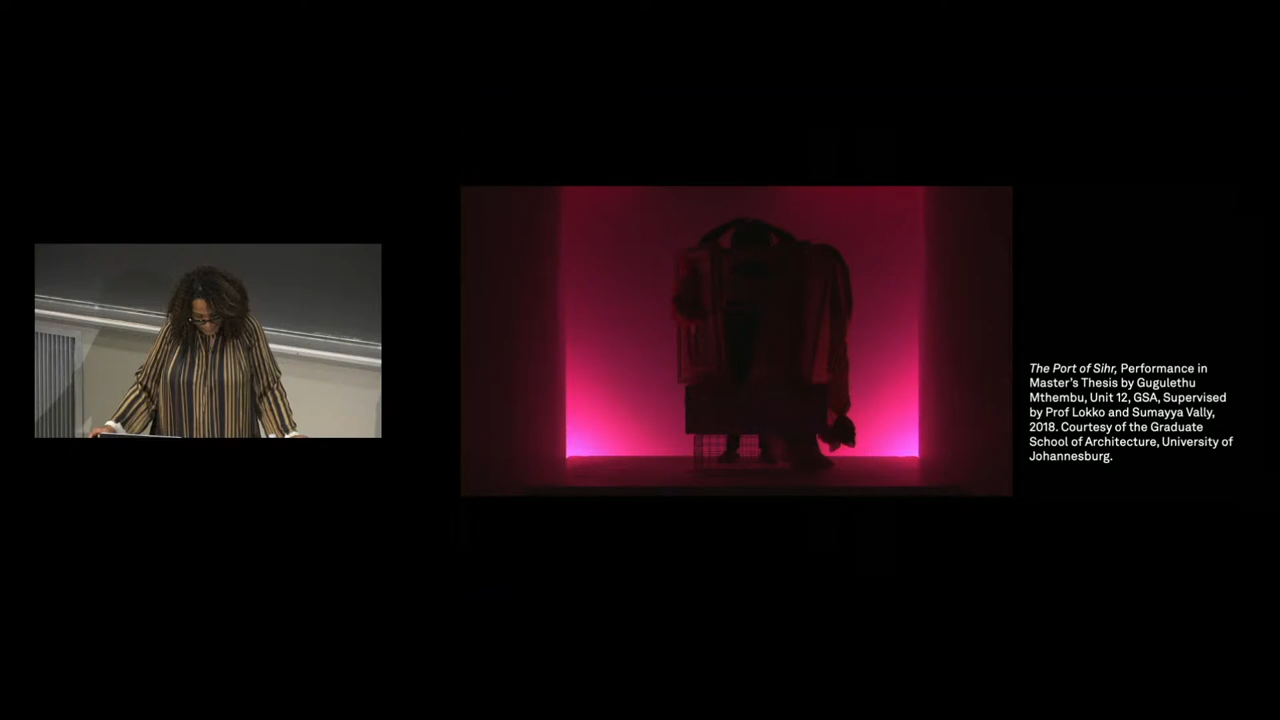 The Port of Sihr, Performance in
Master's Thesis by Gugulethu
Mthembu, Unit 12, GSA, Supervised
by Prof Lokko and Sumayya Vally,
2018. Courtesy of the Graduate
School of Architecture, University of
Johannesburg.